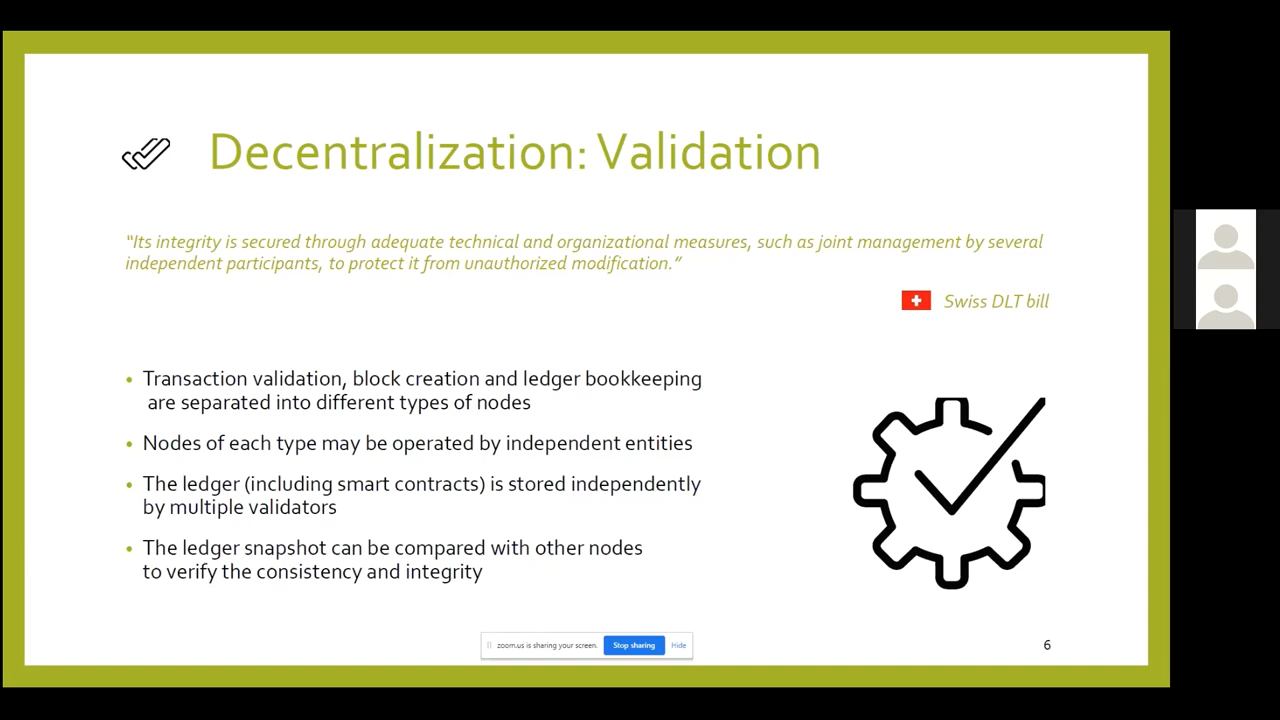 Decentralization: Validation
“Its integrity is secured through adequate technical and organizational measures, such as joint management by several
independent participants, to protect it from unauthorized modification.”
Swiss DLT bill
• Transaction validation, block creation and ledger bookkeeping
are separated into different types of nodes
• Nodes of each type may be operated by independent entities
• The ledger (including smart contracts) is stored independently
by multiple validators
• The ledger snapshot can be compared with other nodes
to verify the consistency and integrity
zoom.us is sharing your screen. Stop sharing Hide
6